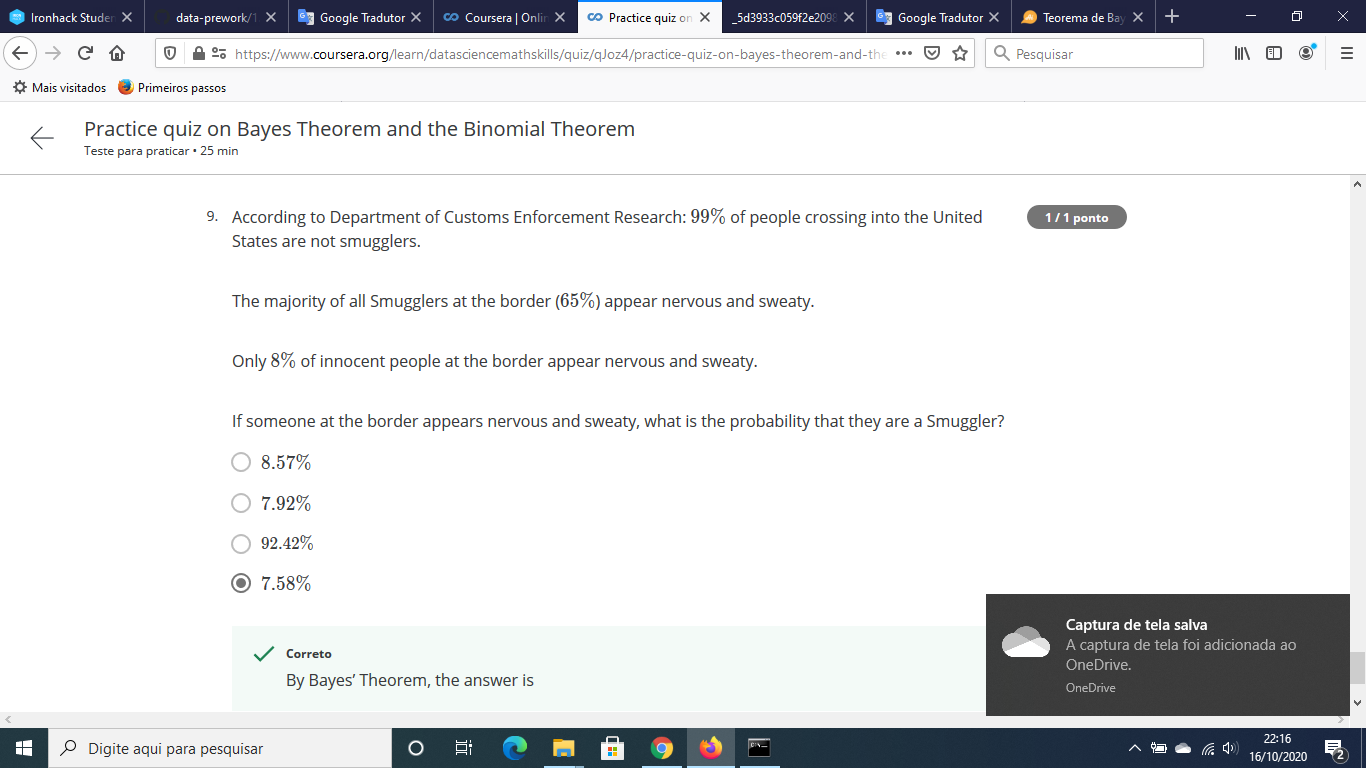 Ironhack Studen
data-prework/1
Google Tradutor
Coursera | Onlin
Practice quiz on
_5d3933c059f2e2098
Google Tradutor
Teorema de Bay
https://www.coursera.org/learn/datasciencemathskills/quiz/qJoz4/practice-quiz-on-bayes-theorem-and-the
Pesquisar
Mais visitados
Primeiros passos
Practice quiz on Bayes Theorem and the Binomial Theorem
Teste para praticar • 25 min
9. According to Department of Customs Enforcement Research: 99% of people crossing into the United
States are not smugglers.
1 / 1 ponto
The majority of all Smugglers at the border (65%) appear nervous and sweaty.
Only 8% of innocent people at the border appear nervous and sweaty.
If someone at the border appears nervous and sweaty, what is the probability that they are a Smuggler?
8.57%
7.92%
92.42%
7.58%
Correto
By Bayes’ Theorem, the answer is
Captura de tela salva
A captura de tela foi adicionada ao
OneDrive.
OneDrive
Digite aqui para pesquisar
22:16
16/10/2020
2